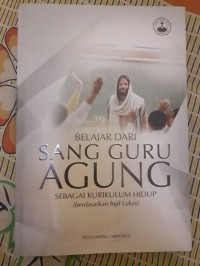 BELAJAR DARI
SANG GURU
AGUNG
SEBAGAI KURIKULUM HIDUP
(berdasarkan Injil Lukas)